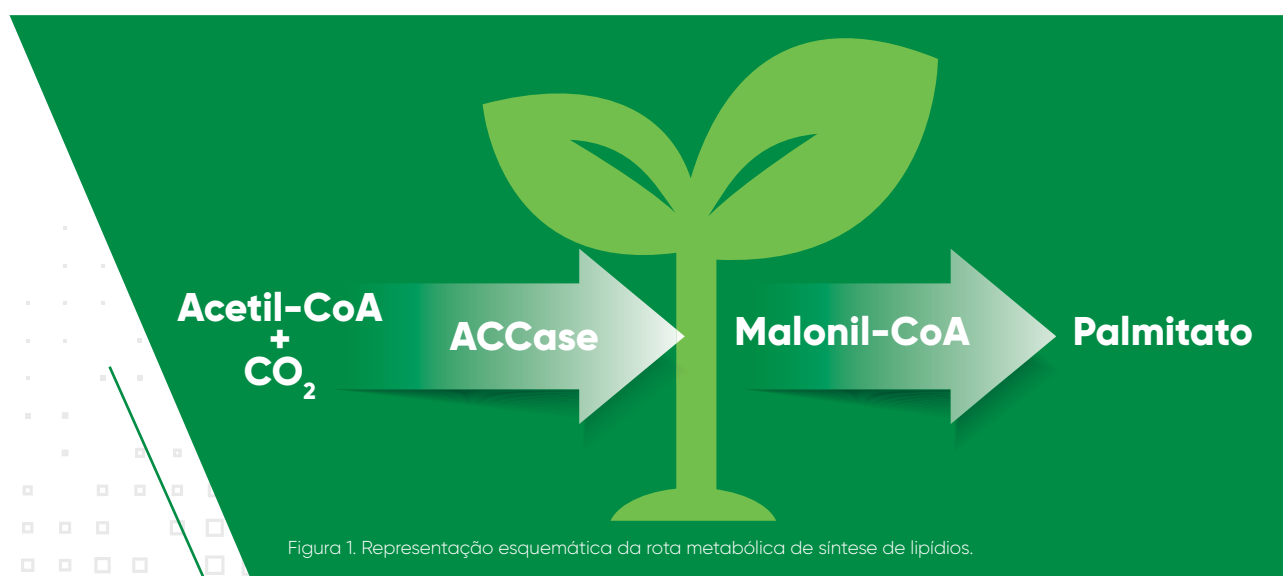 Acetil-CoA
+
CO₂
ACCase
Malonil-CoA
Palmitato
Figura 1. Representação esquemática da rota metabólica de síntese de lipídios.